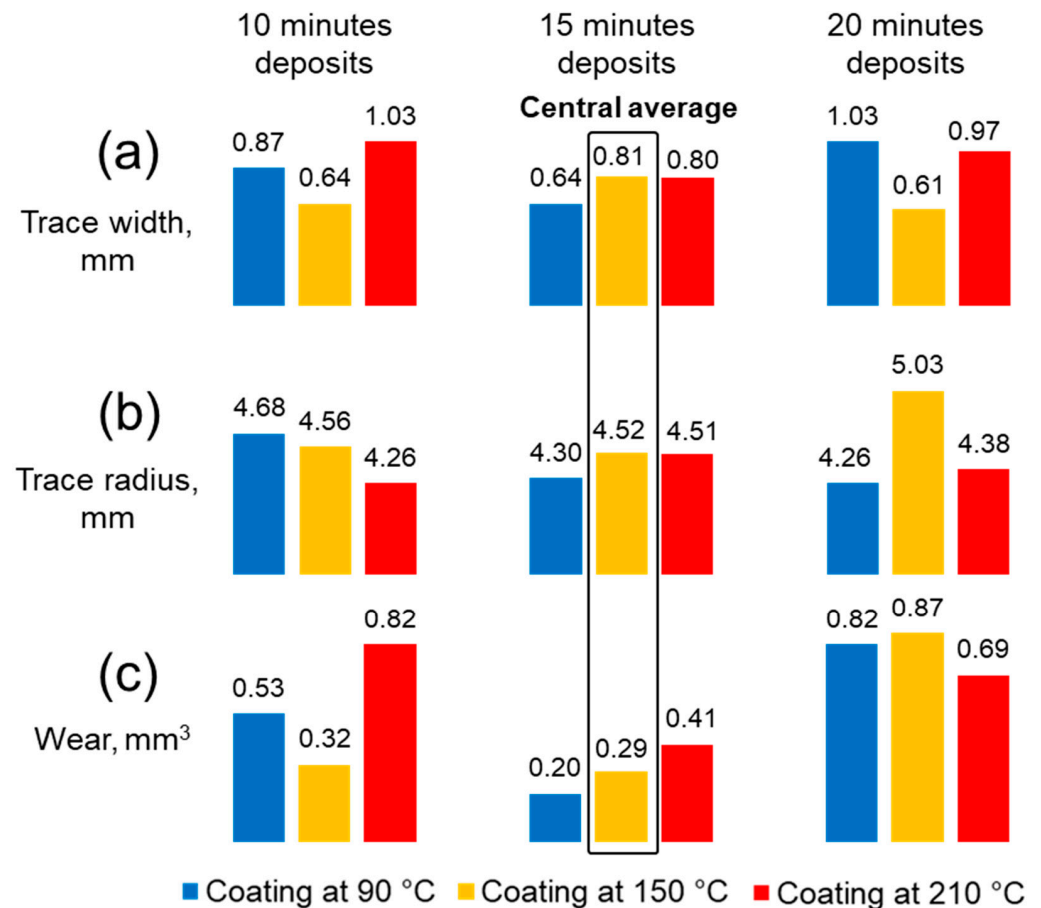 10 minutes
deposits
15 minutes
deposits
20 minutes
deposits
Central average
(a)
Trace width,
mm
0.87
0.64
1.03
0.64
0.81
0.80
1.03
0.61
0.97
(b)
Trace radius,
mm
4.68
4.56
4.26
4.30
4.52
4.51
4.26
5.03
4.38
(c)
Wear, mm³
0.53
0.32
0.82
0.20
0.29
0.41
0.82
0.87
0.69
Coating at 90 °C
Coating at 150 °C
Coating at 210 °C